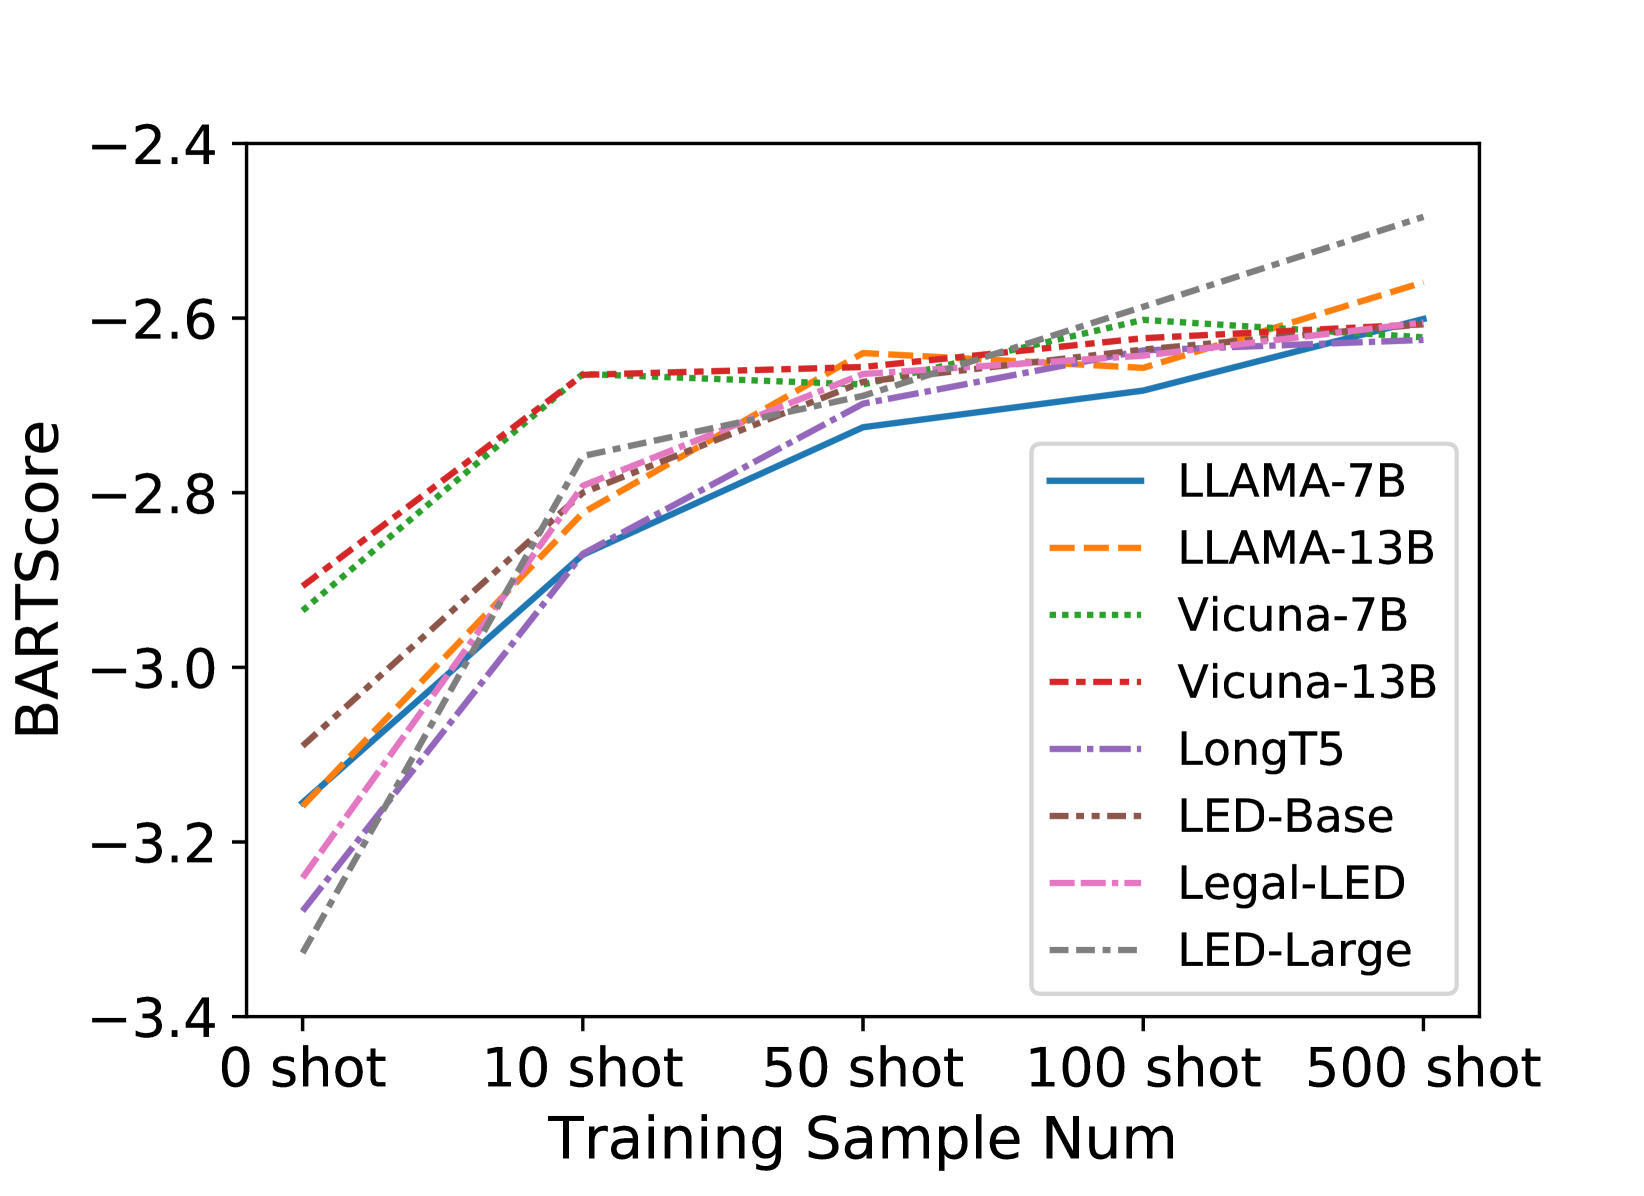 BARTScore
−2.4
−2.6
−2.8
−3.0
−3.2
−3.4
LLAMA-7B
LLAMA-13B
Vicuna-7B
Vicuna-13B
LongT5
LED-Base
Legal-LED
LED-Large
0 shot 10 shot 50 shot 100 shot 500 shot
Training Sample Num